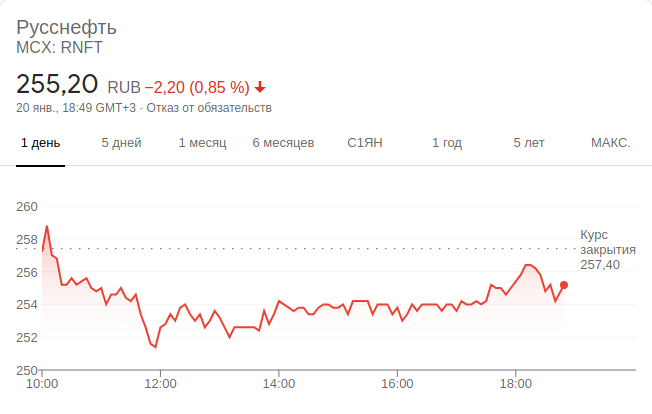 Русснефть
MCX: RNFT
255,20 RUB −2,20 (0,85 %)
20 янв., 18:49 GMT+3 · Отказ от обязательств
1 день 5 дней 1 месяц 6 месяцев С1ЯН 1 год 5 лет МАКС.
260
258
256
254
252
250
Курс
закрытия
257,40
10:00 12:00 14:00 16:00 18:00